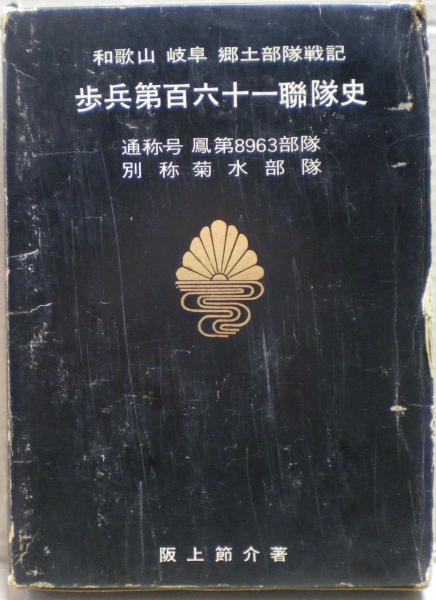 和歌山 岐阜 郷土部隊戦記
歩兵第百六十一聯隊史
通称号 鳳第8963部隊
別称 菊水部隊
阪上節介著